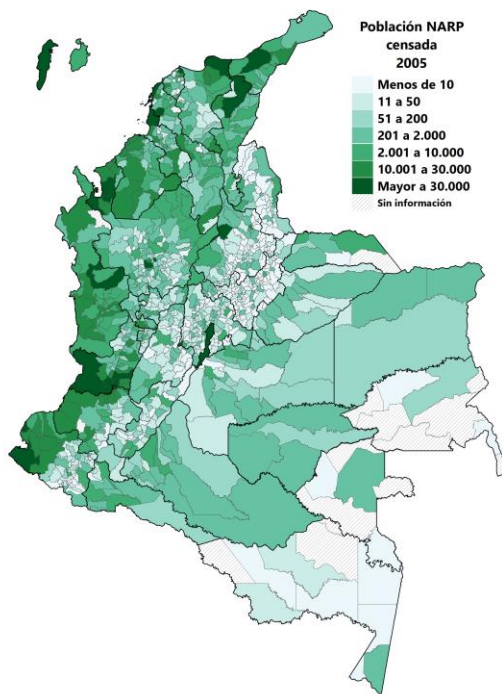 Población NARP
censada
2005
Menos de 10
11 a 50
51 a 200
201 a 2.000
2.001 a 10.000
10.001 a 30.000
Mayor a 30.000
Sin información